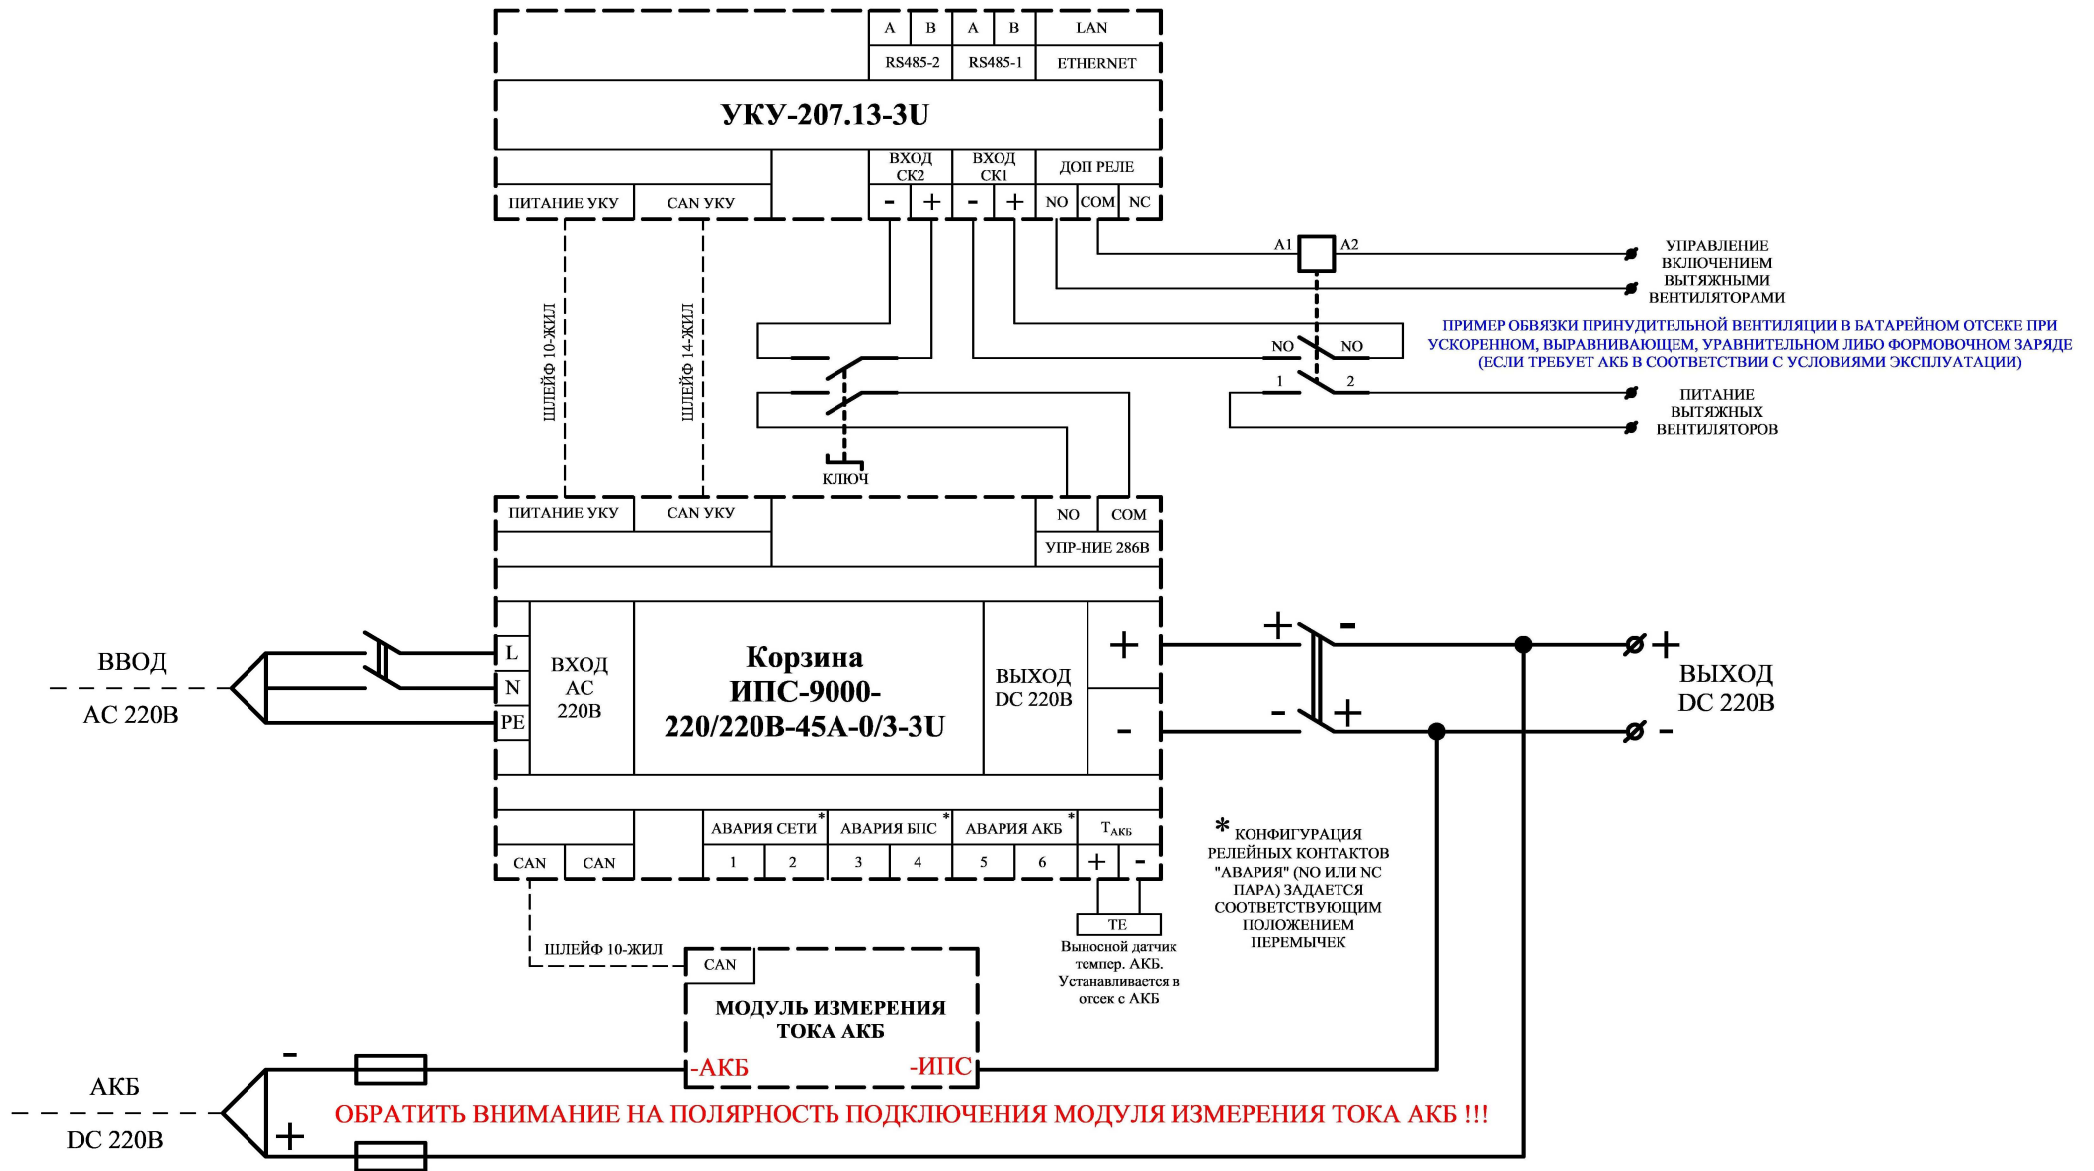 A B A B LAN
RS485-2 RS485-1 ETHERNET
УКУ-207.13-3U
ВХОД СК2
ВХОД СК1
ДОП РЕЛЕ
ПИТАНИЕ УКУ CAN УКУ - + - + NO COM NC
A1 A2
УПРАВЛЕНИЕ
ВКЛЮЧЕНИЕМ
ВЫТЯЖНЫМИ
ВЕНТИЛЯТОРАМИ
ШЛЕЙФ 10-ЖИЛ
ШЛЕЙФ 14-ЖИЛ
ПРИМЕР ОБВЯЗКИ ПРИНУДИТЕЛЬНОЙ ВЕНТИЛЯЦИИ В БАТАРЕЙНОМ ОТСЕКЕ ПРИ
УСКОРЕННОМ, ВЫРАВНИВАЮЩЕМ, УРАВНИТЕЛЬНОМ ЛИБО ФОРМОВОЧНОМ ЗАРЯДЕ
(ЕСЛИ ТРЕБУЕТ АКБ В СООТВЕТСТВИИ С УСЛОВИЯМИ ЭКСПЛУАТАЦИИ)
NO NO
1 2
ПИТАНИЕ
ВЫТЯЖНЫХ
ВЕНТИЛЯТОРОВ
КЛЮЧ
ПИТАНИЕ УКУ CAN УКУ NO COM
УПР-НИЕ 286В
ВВОД
АС 220В
L
N
PE
ВХОД
АС
220В
Корзина
ИПС-9000-
220/220В-45А-0/3-3U
ВЫХОД
DC 220В
+
-
+ -
- +
+
-
ВЫХОД
DC 220В
АВАРИЯ СЕТИ* АВАРИЯ БПС* АВАРИЯ АКБ* ТАКБ
CAN CAN 1 2 3 4 5 6 + -
* КОНФИГУРАЦИЯ
РЕЛЕЙНЫХ КОНТАКТОВ
"АВАРИЯ" (NO ИЛИ NC
ПАРА) ЗАДАЕТСЯ
СООТВЕТСТВУЮЩИМ
ПОЛОЖЕНИЕМ
ПЕРЕМЫЧЕК
TE
Выносной датчик
темпер. АКБ.
Устанавливается в
отсек с АКБ
ШЛЕЙФ 10-ЖИЛ
CAN
МОДУЛЬ ИЗМЕРЕНИЯ
ТОКА АКБ
-АКБ -ИПС
АКБ
DC 220В
-
+
ОБРАТИТЬ ВНИМАНИЕ НА ПОЛЯРНОСТЬ ПОДКЛЮЧЕНИЯ МОДУЛЯ ИЗМЕРЕНИЯ ТОКА АКБ !!!